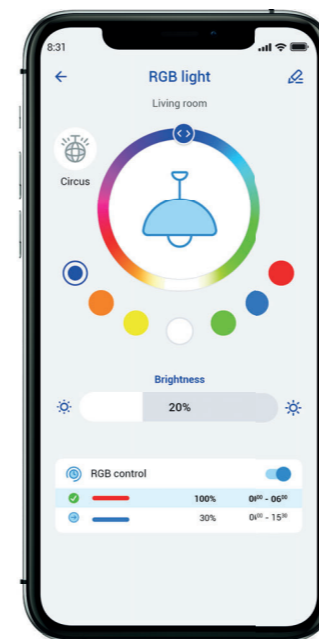 8:31
RGB light
Living room
Circus
Brightness
20%
RGB control
100%
30%